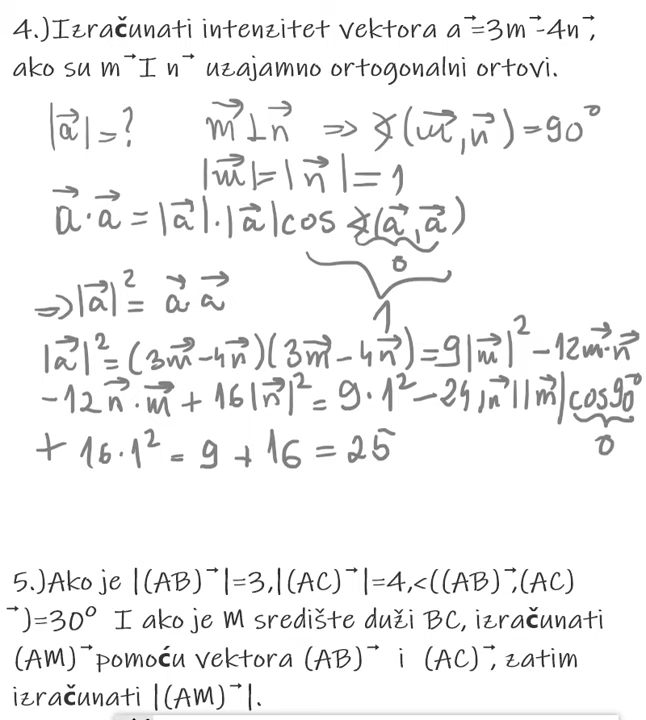 4.)Izračunati intenzitet vektora a⃗=3m⃗-4n⃗,
ako su m⃗ I n⃗ uzajamno ortogonalni ortovi.
|a⃗|=? m⃗⊥n⃗ ⇒ ∢(m⃗,n⃗)=90°
|m⃗|=|n⃗|=1
a⃗·a⃗=|a⃗|·|a⃗|cos ∢(a⃗,a⃗)
0
⇒|a⃗|²=a⃗ a⃗
1
|a⃗|²=(3m⃗-4n⃗)(3m⃗-4n⃗)=9|m⃗|²-12m⃗·n⃗
-12n⃗·m⃗+16|n⃗|²=9·1²-24|n⃗||m⃗|cos90°
0
+16·1²=9+16=25
5.)Ako je |(AB)⃗|=3,|(AC)⃗|=4,<((AB)⃗,(AC)
⃗)=30° I ako je M središte duži BC, izračunati
(AM)⃗ pomoću vektora (AB)⃗ i (AC)⃗, zatim
izračunati |(AM)⃗|.